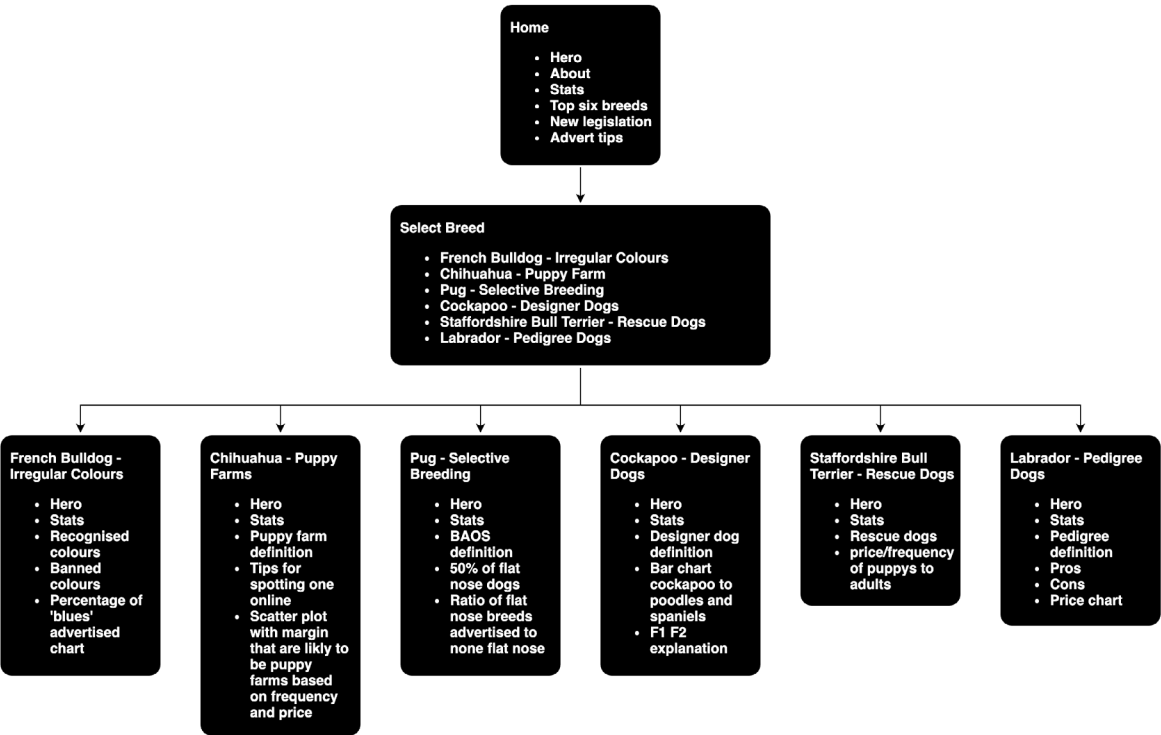 Home
Hero
About
Stats
Top six breeds
New legislation
Advert tips
Select Breed
French Bulldog - Irregular Colours
Chihuahua - Puppy Farm
Pug - Selective Breeding
Cockapoo - Designer Dogs
Staffordshire Bull Terrier - Rescue Dogs
Labrador - Pedigree Dogs
French Bulldog -
Irregular Colours
Hero
Stats
Recognised
colours
Banned
colours
Percentage of
'blues'
advertised
chart
Chihuahua - Puppy
Farms
Hero
Stats
Puppy farm
definition
Tips for
spotting one
online
Scatter plot
with margin
that are likly to
be puppy
farms based
on frequency
and price
Pug - Selective
Breeding
Hero
Stats
BAOS
definition
50% of flat
nose dogs
Ratio of flat
nose breeds
advertised to
none flat nose
Cockapoo - Designer
Dogs
Hero
Stats
Designer dog
definition
Bar chart
cockapoo to
poodles and
spaniels
F1 F2
explanation
Staffordshire Bull
Terrier - Rescue Dogs
Hero
Stats
Rescue dogs
price/frequency
of puppys to
adults
Labrador - Pedigree
Dogs
Hero
Stats
Pedigree
definition
Pros
Cons
Price chart